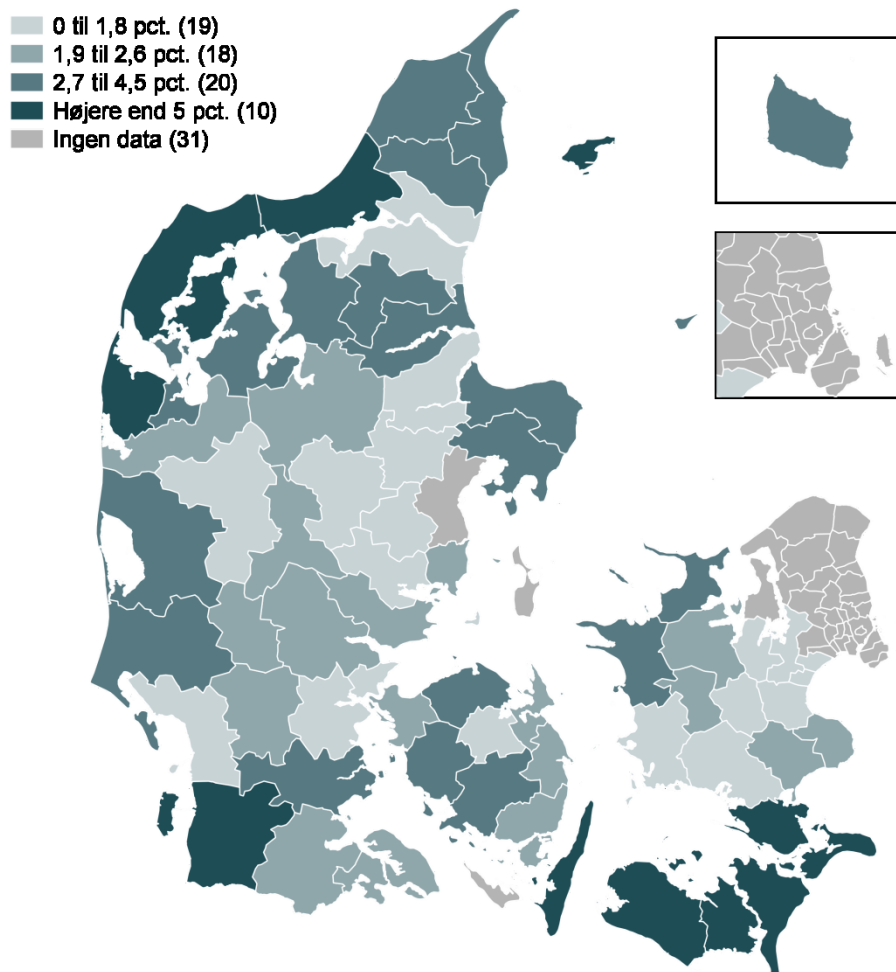 0 til 1,8 pct. (19)
1,9 til 2,6 pct. (18)
2,7 til 4,5 pct. (20)
Højere end 5 pct. (10)
Ingen data (31)